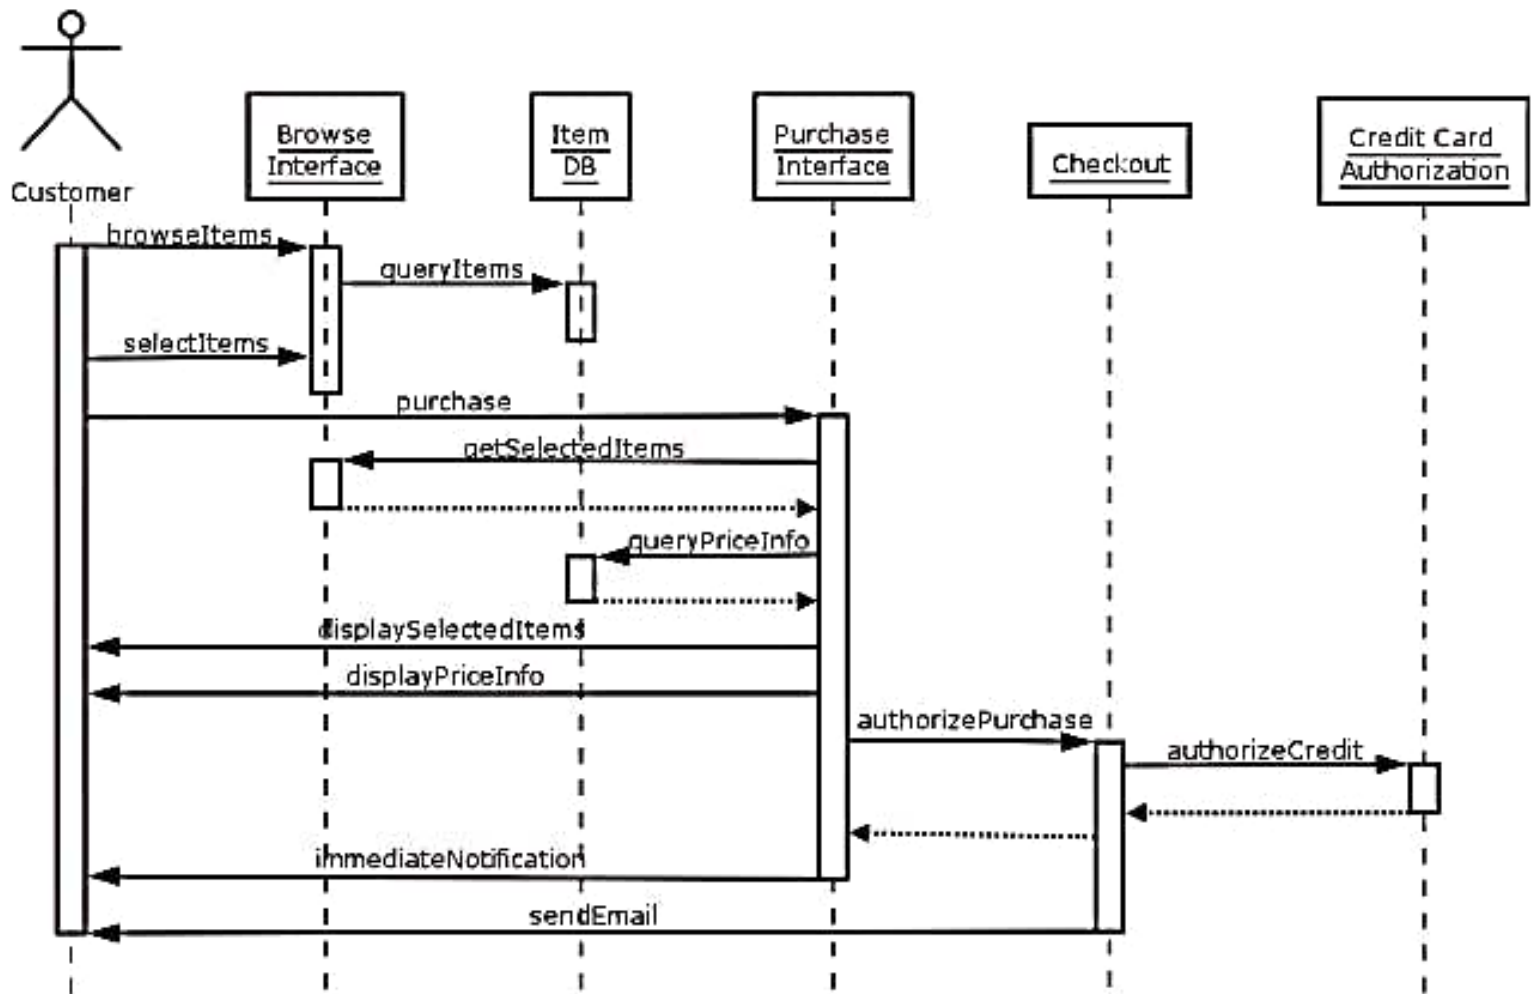 Browse
Interface
Item
DB
Purchase
Interface
Checkout
Credit Card
Authorization
Customer
browseItems
queryItems
selectItems
purchase
getSelectedItems
queryPriceInfo
displaySelectedItems
displayPriceInfo
authorizePurchase
authorizeCredit
immediateNotification
sendEmail